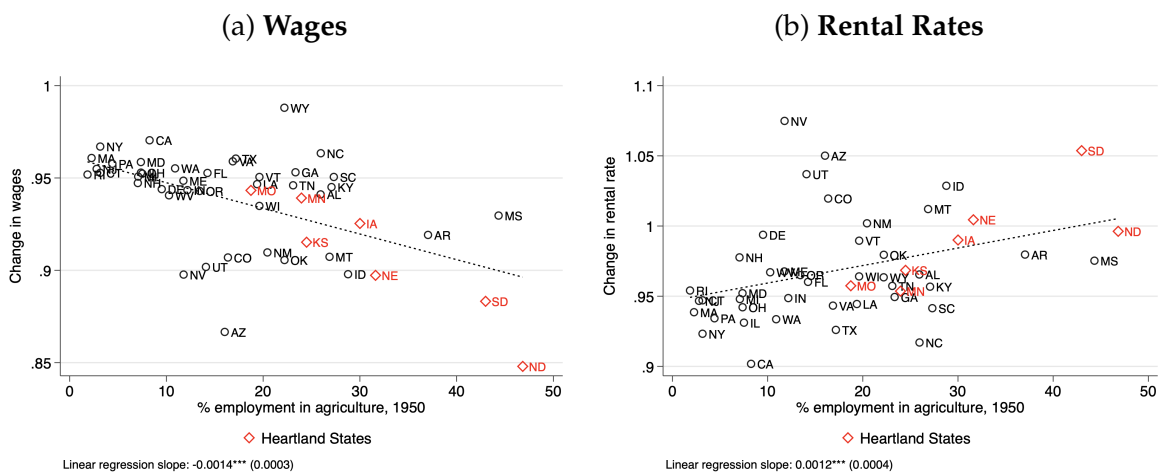 (a) Wages
1
.95
.9
.85
Change in wages
WY
NY
CA
MA
PA
MD
RI
CT
OH
NH
WA
ME
DE
WV
OR
FL
TX
VA
VT
LA
MO
WI
NC
GA
TN
MN
SC
KY
AL
IA
KS
NM
OK
MT
CO
UT
NV
ID
NE
AR
MS
SD
AZ
ND
0 10 20 30 40 50
% employment in agriculture, 1950
Heartland States
Linear regression slope: -0.0014*** (0.0003)
(b) Rental Rates
1.1
1.05
1
.95
.9
Change in rental rate
NV
AZ
UT
CO
SD
ID
MT
NE
NM
ND
DE
VT
IA
NH
OK
AR
MS
WV
ME
OR
FL
WI
WY
KS
AL
MO
TN
MN
KY
GA
RI
NJ
CT
MD
MI
OH
IN
VA
LA
SC
MA
PA
IL
WA
NY
TX
NC
CA
0 10 20 30 40 50
% employment in agriculture, 1950
Heartland States
Linear regression slope: 0.0012*** (0.0004)